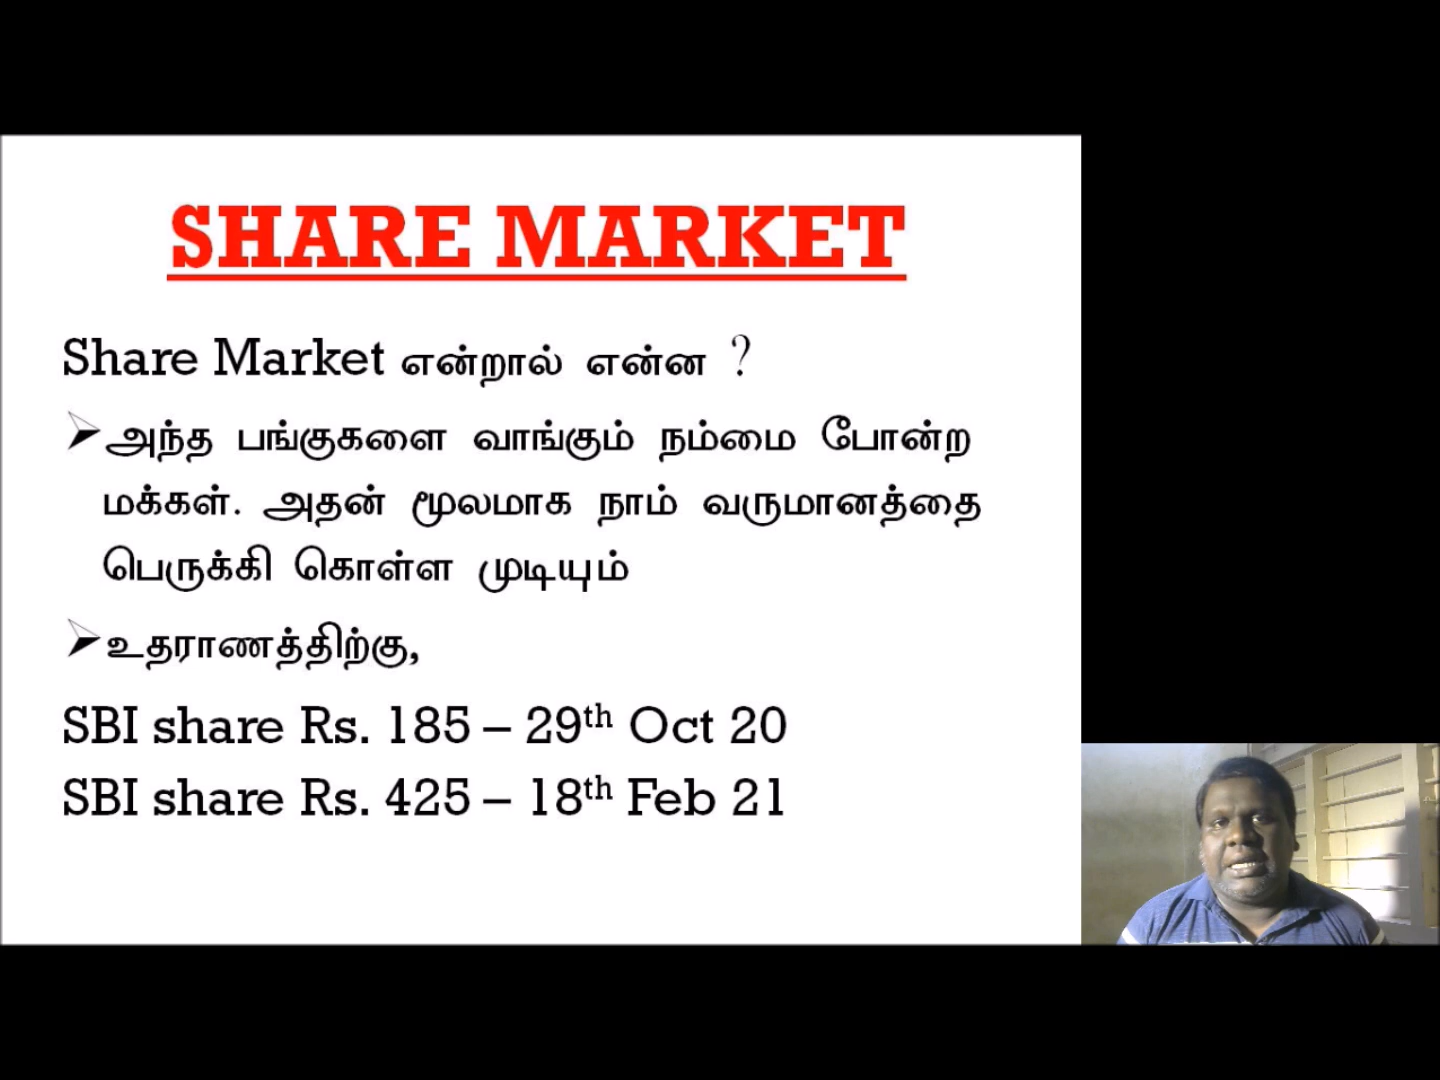 SHARE MARKET
Share Market என்றால் என்ன ?
➢அந்த பங்குகளை வாங்கும் நம்மை போன்ற
மக்கள். அதன் மூலமாக நாம் வருமானத்தை
பெருக்கி கொள்ள முடியும்
➢உதராணத்திற்கு,
SBI share Rs. 185 – 29th Oct 20
SBI share Rs. 425 – 18th Feb 21